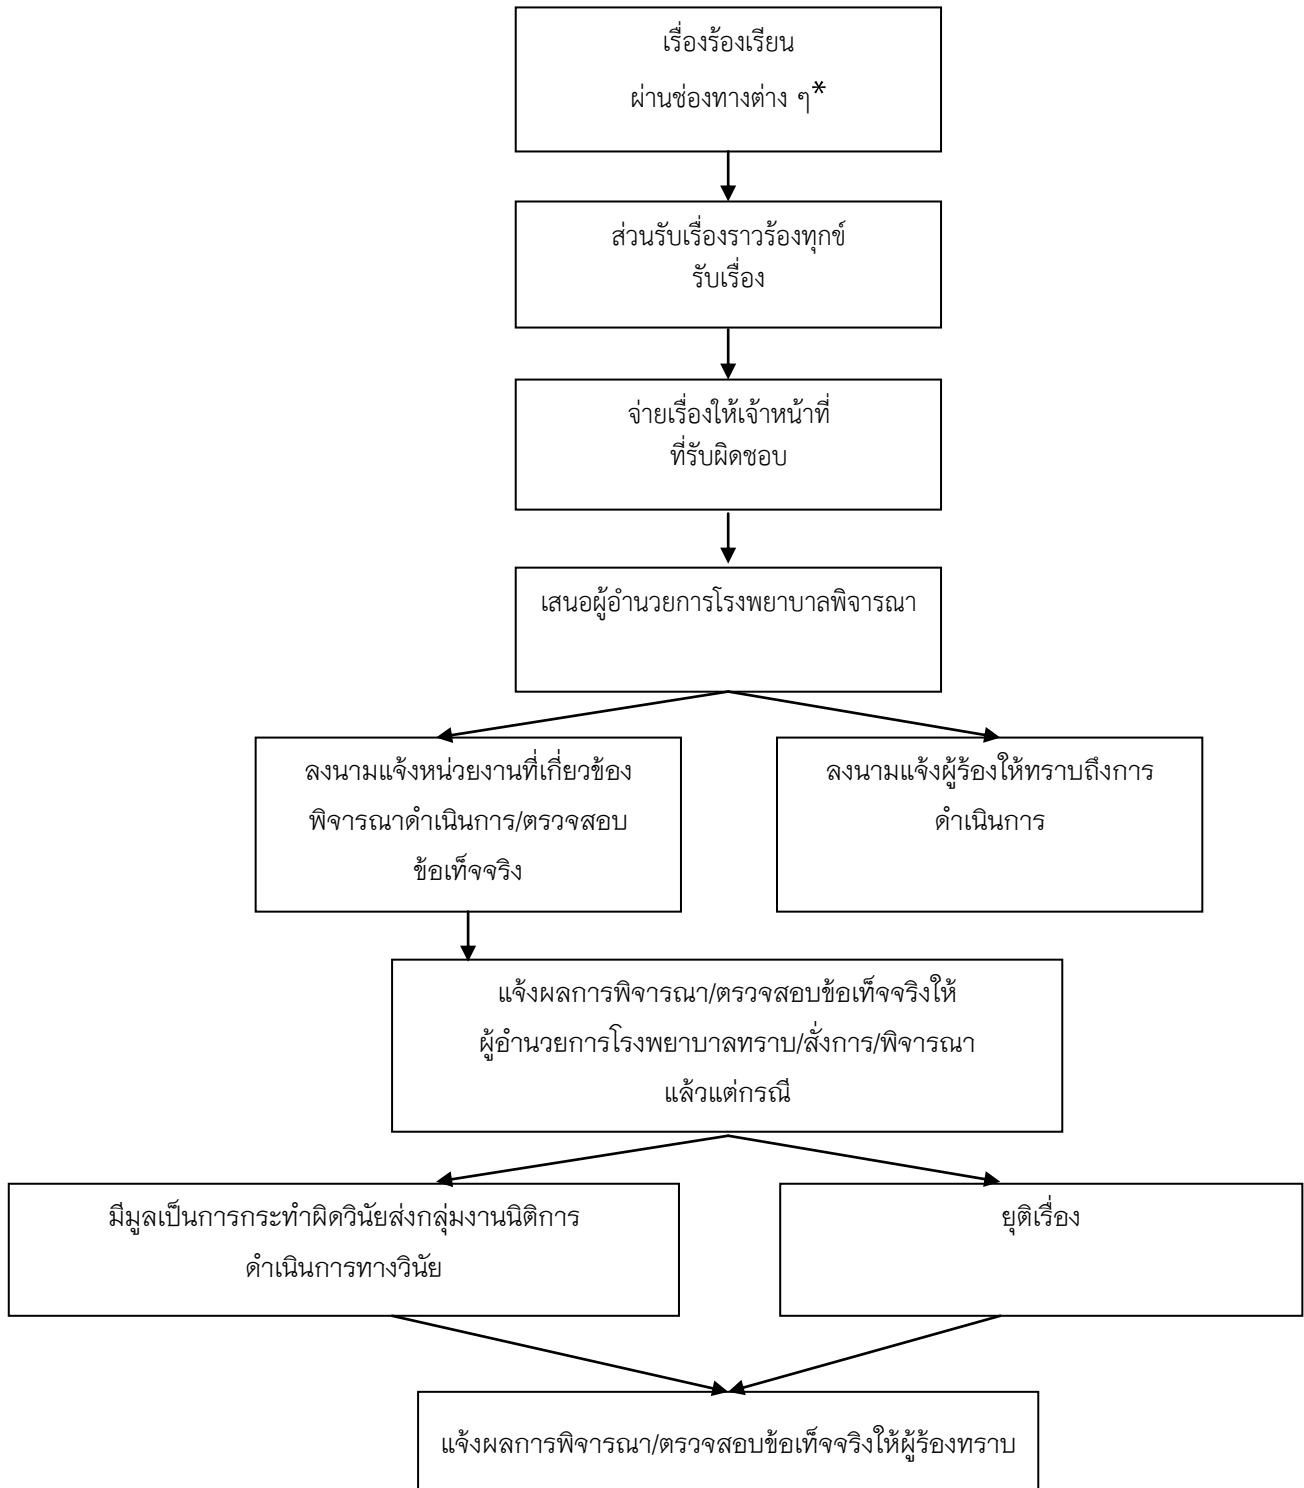 เรื่องร้องเรียน
ผ่านช่องทางต่าง ๆ*
ส่วนรับเรื่องราวร้องทุกข์
รับเรื่อง
จ่ายเรื่องให้เจ้าหน้าที่
ที่รับผิดชอบ
เสนอผู้อำนวยการโรงพยาบาลพิจารณา
ลงนามแจ้งหน่วยงานที่เกี่ยวข้อง
พิจารณาดำเนินการ/ตรวจสอบ
ข้อเท็จจริง
ลงนามแจ้งผู้ร้องให้ทราบถึงการ
ดำเนินการ
แจ้งผลการพิจารณา/ตรวจสอบข้อเท็จจริงให้
ผู้อำนวยการโรงพยาบาลทราบ/สั่งการ/พิจารณา
แล้วแต่กรณี
มีมูลเป็นการกระทำผิดวินัยส่งกลุ่มงานนิติการ
ดำเนินการทางวินัย
ยุติเรื่อง
แจ้งผลการพิจารณา/ตรวจสอบข้อเท็จจริงให้ผู้ร้องทราบ